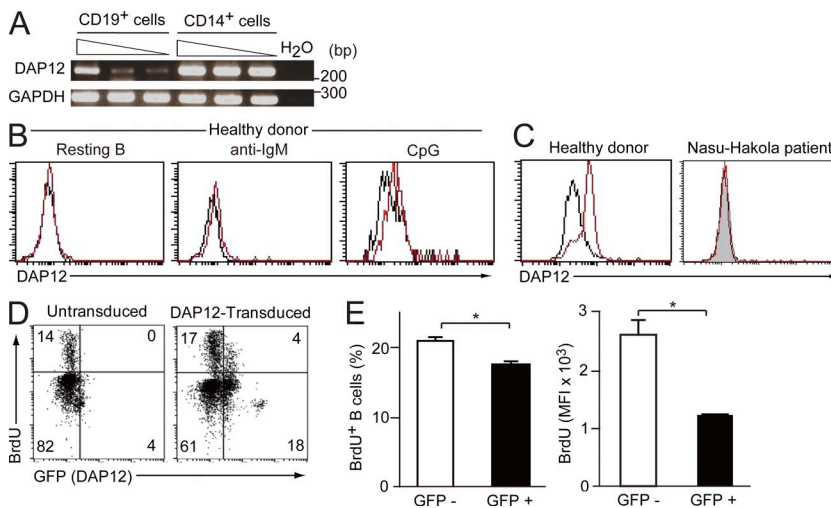 A
CD19+ cells CD14+ cells
H2O (bp)
DAP12
200
GAPDH
300
B
Healthy donor
Resting B anti-IgM CpG
DAP12
C
Healthy donor Nasu-Hakola patient
DAP12
D
Untransduced DAP12-Transduced
14 0 17 4
82 4 61 18
BrdU
GFP (DAP12)
E
* *
BrdU+ B cells (%)
20
10
0
GFP - GFP +
BrdU (MFI x 10³)
3
2
1
0
GFP - GFP +